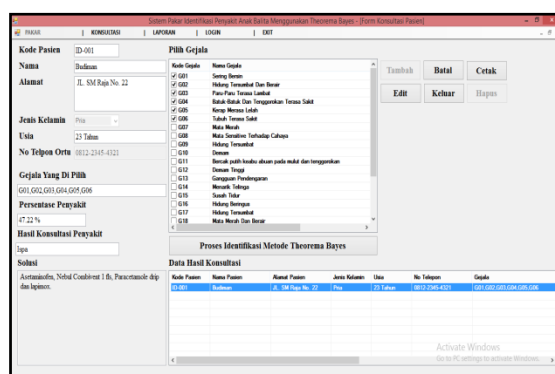 Sistem Pakar Identifikasi Penyakit Anak Balita Menggunakan Theorema Bayes - [Form Konsultasi Pasien]
PAKAR | KONSULTASI | LAPORAN | LOGIN | EXIT
Kode Pasien ID-001
Nama Budiman
Alamat JL. SM Raja No. 22
Jenis Kelamin Pria
Usia 23 Tahun
No Telpon Ortu 0812-2345-4321
Gejala Yang Di Pilih
G01,G02,G03,G04,G05,G06
Persentase Penyakit
47.22 %
Hasil Konsultasi Penyakit
Ispa
Solusi
Asetaminofen, Nebul Combivent 1 fls, Paracetamole drip
dan lapinox.
Pilih Gejala
Kode Gejala Nama Gejala
G01 Sering Bersin
G02 Hidung Tersumbat Dan Berair
G03 Paru-Paru Terasa Lambat
G04 Batuk-Batuk Dan Tenggorokan Terasa Sakit
G05 Kerap Merasa Lelah
G06 Tubuh Terasa Sakit
G07 Mata Merah
G08 Mata Sensitive Terhadap Cahaya
G09 Hidung Tersumbat
G10 Demam
G11 Bercak putih keabu abuan pada mulut dan tenggorokan
G12 Demam Tinggi
G13 Gangguan Pendengaran
G14 Menarik Telinga
G15 Susah Tidur
G16 Hidung Beringus
G17 Hidung Tersumbat
G18 Mata Merah Dan Berair
Tambah Batal Cetak
Edit Keluar Hapus
Proses Identifikasi Metode Theorema Bayes
Data Hasil Konsultasi
Kode Pasien Nama Pasien Alamat Pasien Jenis Kelamin Usia No Telepon Gejala
ID-001 Budiman JL. SM Raja No. 22 Pria 23 Tahun 0812-2345-4321 G01,G02,G03,G04,G05,G06
Activate Windows
Go to PC settings to activate Windows.